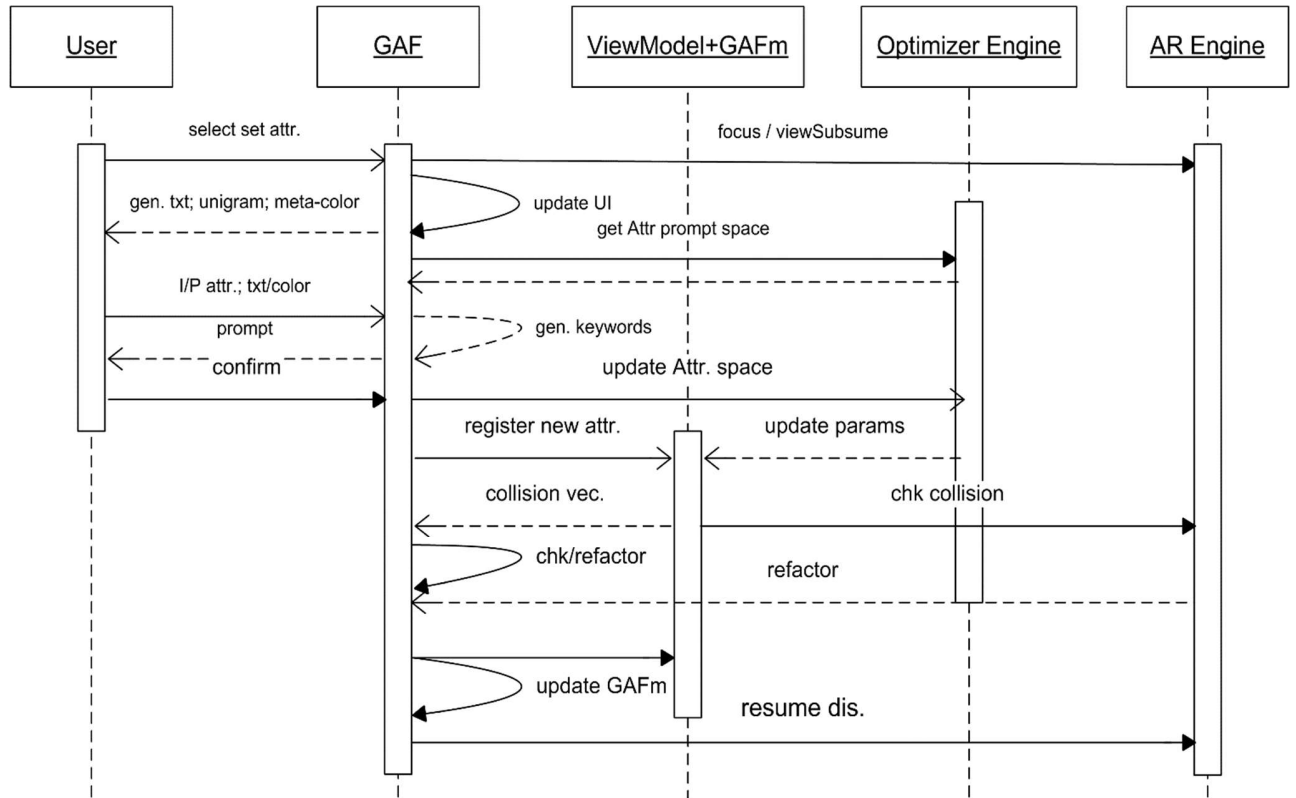 User
GAF
ViewModel+GAFm
Optimizer Engine
AR Engine
select set attr.
focus / viewSubsume
gen. txt; unigram; meta-color
update UI
get Attr prompt space
I/P attr.; txt/color
prompt
gen. keywords
confirm
update Attr. space
register new attr.
update params
collision vec.
chk collision
chk/refactor
refactor
update GAFm
resume dis.